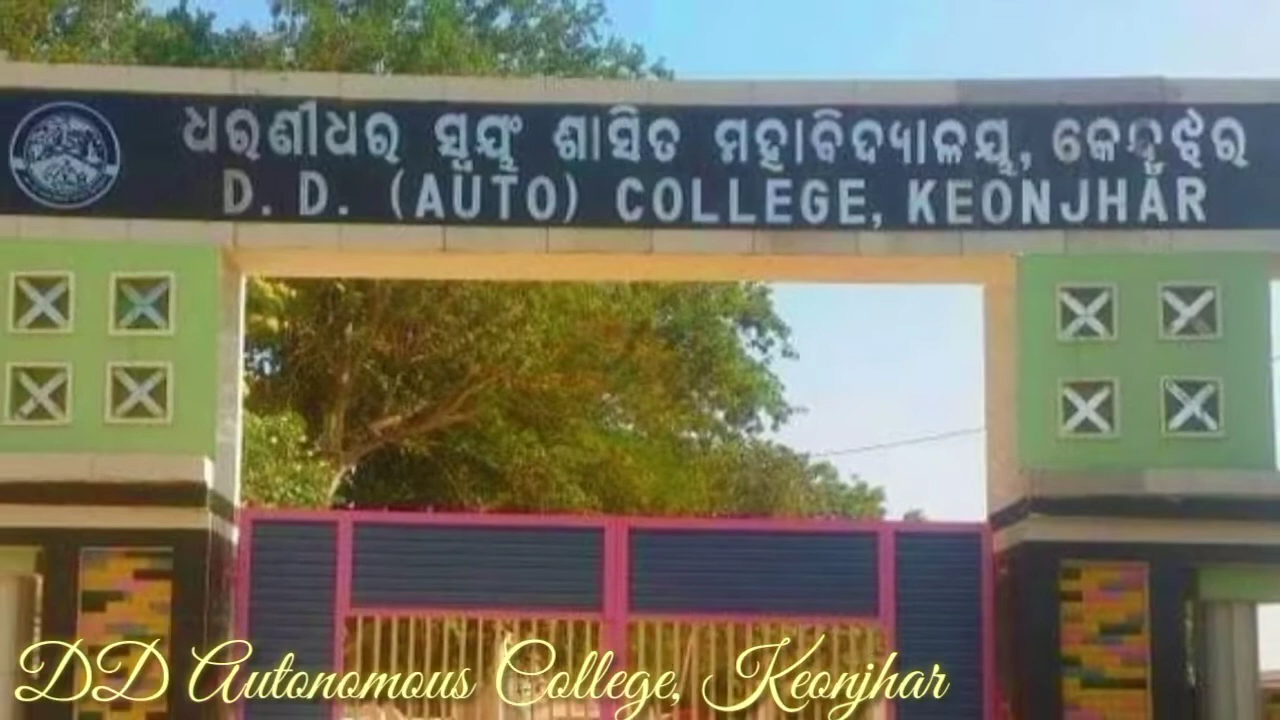 ଧରଣୀଧର ସ୍ୱୟଂ ଶାସିତ ମହାବିଦ୍ୟାଳୟ, କେନ୍ଦୁଝର
D. D. (AUTO) COLLEGE, KEONJHAR
DD Autonomous College, Keonjhar